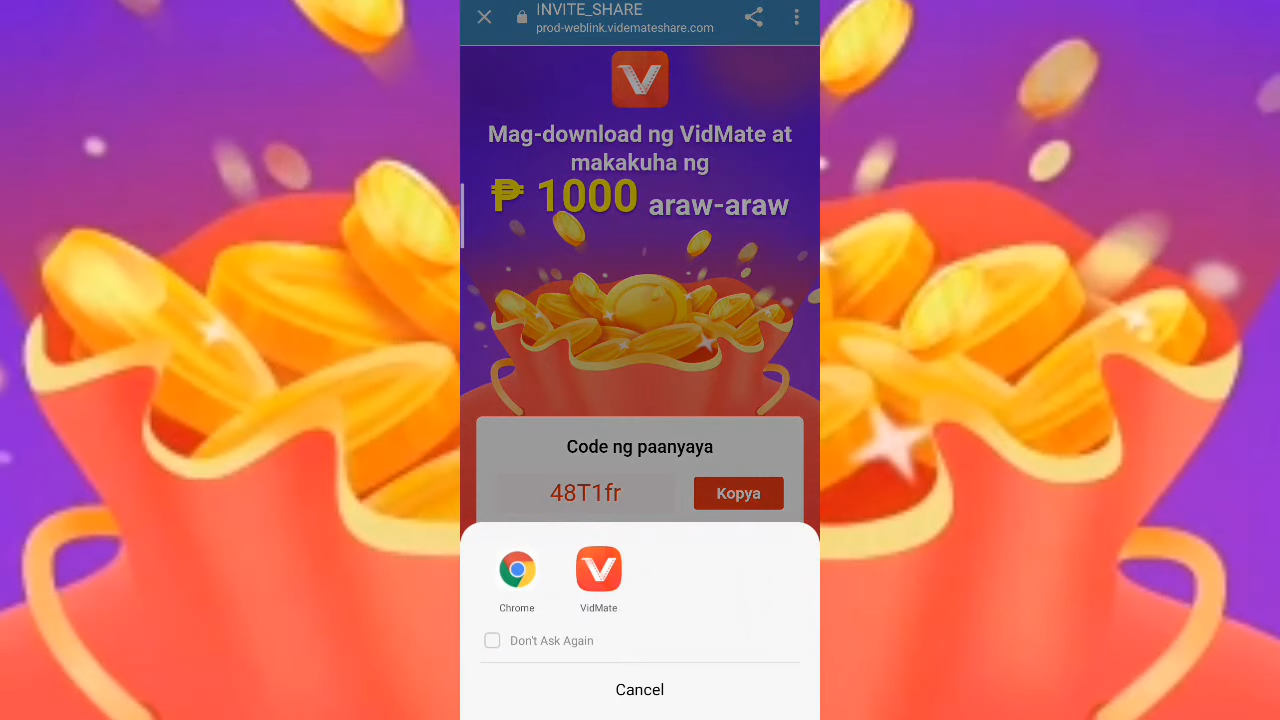 INVITE_SHARE
prod-weblink.videmateshare.com
Mag-download ng VidMate at
makakuha ng
₱ 1000 araw-araw
Code ng paanyaya
48T1fr
Kopya
Chrome
VidMate
Don't Ask Again
Cancel